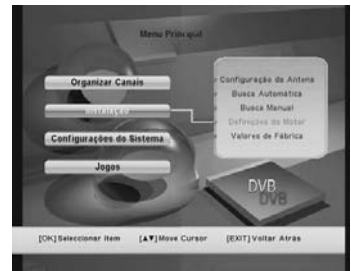 Menu Principal
Organizar Canais
Instalação
Configurações do Sistema
Jogos
Configuração da Antena
Busca Automática
Busca Manual
Definições do Motor
Valores de Fábrica
DVB
DVB
[OK]Seleccionar item [▲▼]Move Cursor [EXIT]Voltar Atrás